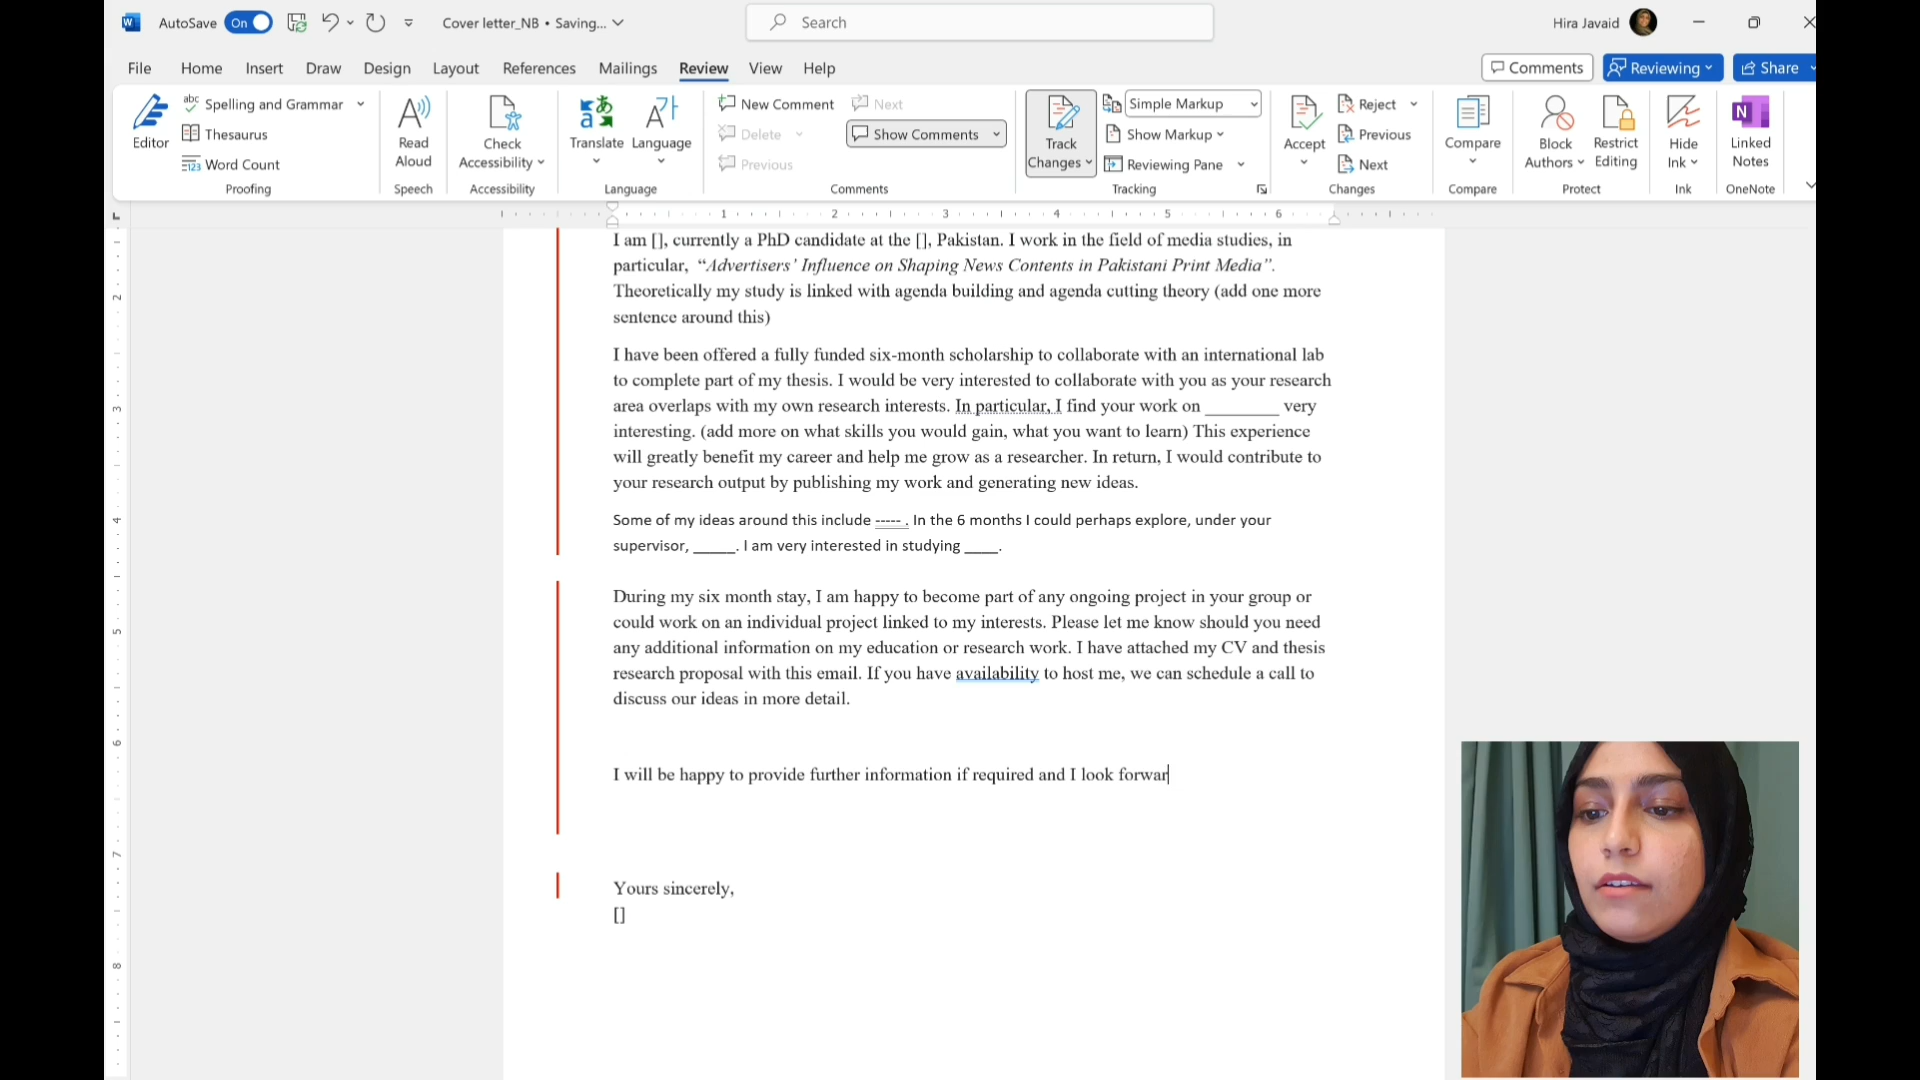 AutoSave On Cover letter_NB • Saving... Search Hira Javaid
File Home Insert Draw Design Layout References Mailings Review View Help Comments Reviewing Share
Editor
abc Spelling and Grammar
Thesaurus
123 Word Count
Proofing
Read Aloud
Speech
Check Accessibility
Accessibility
Translate Language
Language
New Comment
Delete
Previous
Next
Show Comments
Comments
Track Changes
Simple Markup
Show Markup
Reviewing Pane
Tracking
Accept
Reject
Previous
Next
Changes
Compare
Compare
Block Authors
Restrict Editing
Protect
Hide Ink
Ink
N
Linked Notes
OneNote
1 2 3 4 5 6
2
3
4
5
6
7
8
I am [], currently a PhD candidate at the [], Pakistan. I work in the field of media studies, in
particular, “Advertisers’ Influence on Shaping News Contents in Pakistani Print Media”.
Theoretically my study is linked with agenda building and agenda cutting theory (add one more
sentence around this)
I have been offered a fully funded six-month scholarship to collaborate with an international lab
to complete part of my thesis. I would be very interested to collaborate with you as your research
area overlaps with my own research interests. In particular, I find your work on ________ very
interesting. (add more on what skills you would gain, what you want to learn) This experience
will greatly benefit my career and help me grow as a researcher. In return, I would contribute to
your research output by publishing my work and generating new ideas.
Some of my ideas around this include ----- . In the 6 months I could perhaps explore, under your
supervisor, _____. I am very interested in studying ____.
During my six month stay, I am happy to become part of any ongoing project in your group or
could work on an individual project linked to my interests. Please let me know should you need
any additional information on my education or research work. I have attached my CV and thesis
research proposal with this email. If you have availability to host me, we can schedule a call to
discuss our ideas in more detail.
I will be happy to provide further information if required and I look forwar
Yours sincerely,
[]